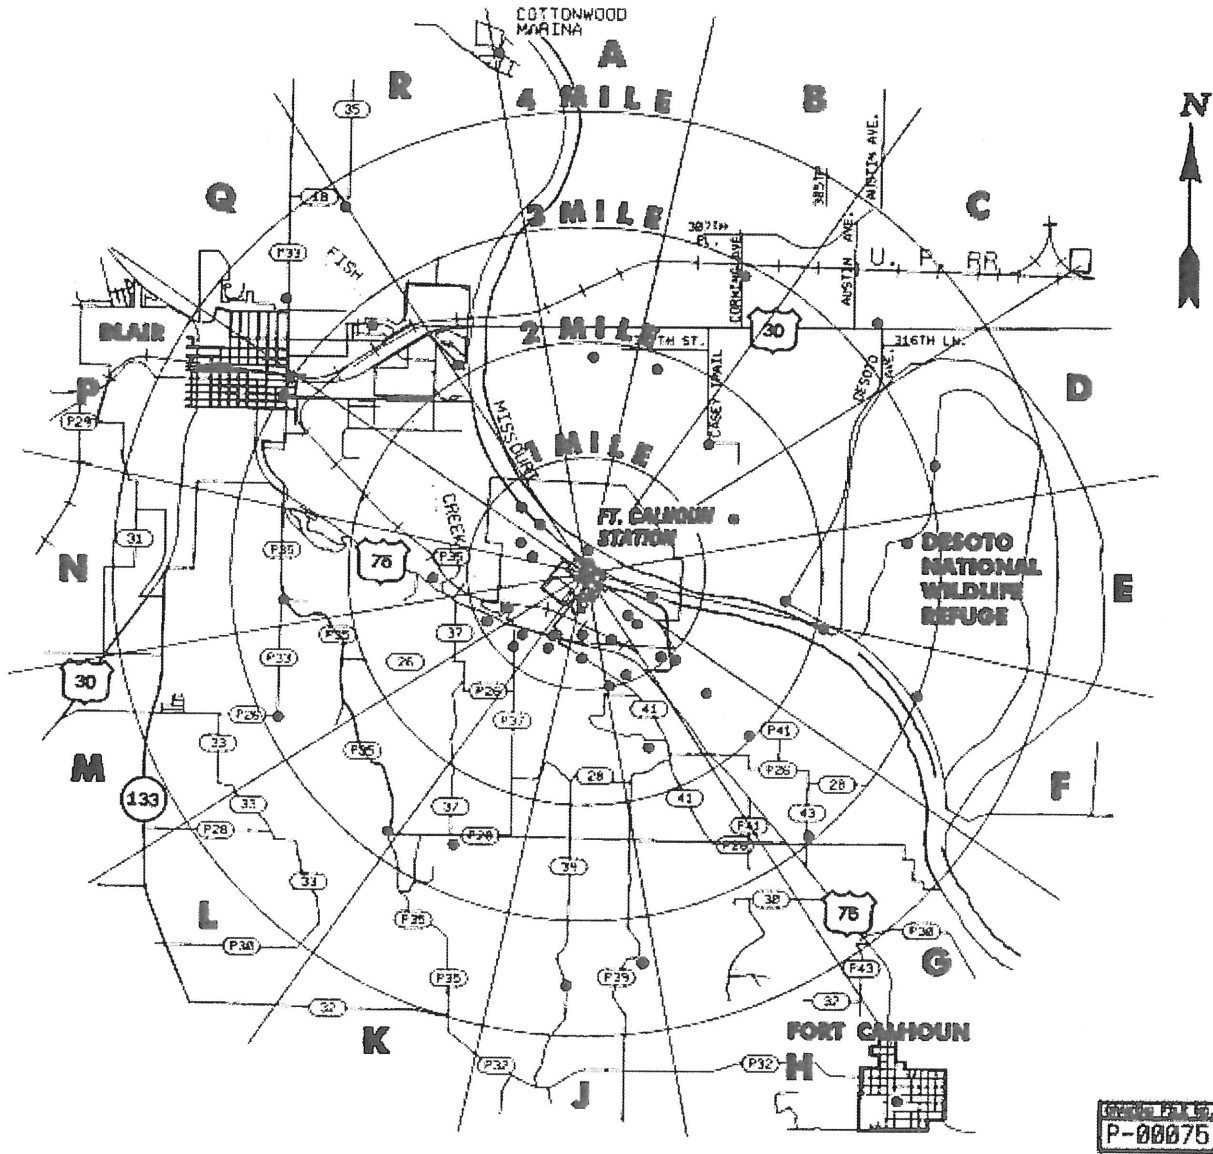 COTTONWOOD
MARINA
A
R
B
4 MILE
N
35
AUSTIN AVE.
385TH
18
Q
C
3 MILE
307TH
P33
FISH
CORNING AVE.
AUSTIN AVE.
U. P. RR
BLAIR
2 MILE
TH ST.
30
316TH LN.
DESOTO AVE.
CASEY TRAIL
P
D
P29
MISSOURI
1 MILE
CREEK
FT. CALHOUN
STATION
31
P35
75
P35
DESOTO
NATIONAL
WILDLIFE
REFUGE
N
E
P35
37
30
P33
26
P26
P26
P37
41
33
P41
M
P35
28
P26
28
F
133
33
37
41
43
P28
P28
P41
P26
33
39
L
P35
30
75
P30
P30
G
P35
P39
P43
32
32
K
FORT CALHOUN
P32
P32
H
J
P-00075